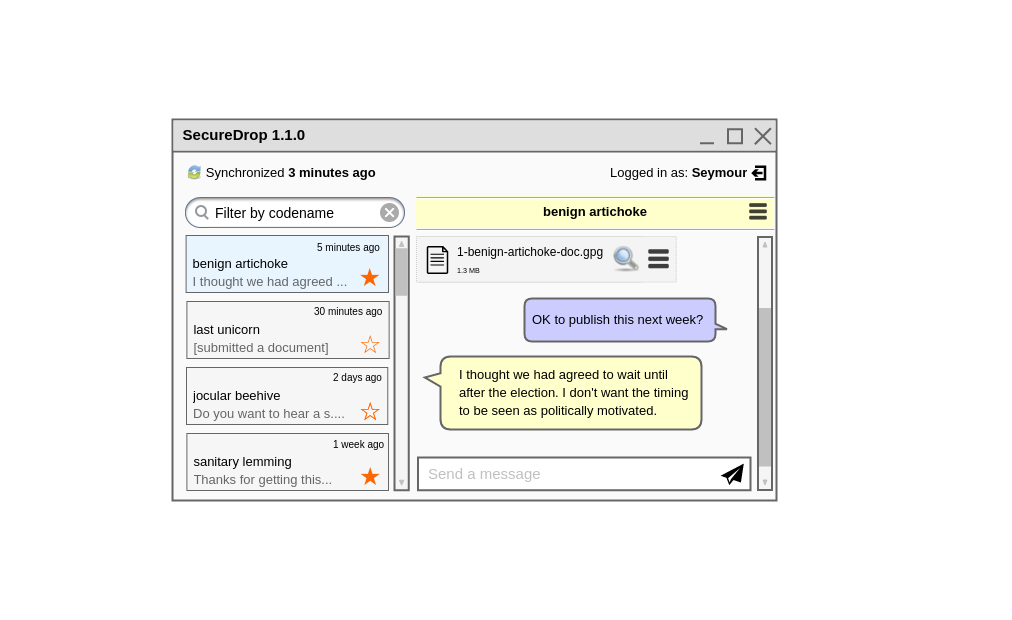 SecureDrop 1.1.0
Synchronized 3 minutes ago
Logged in as: Seymour
Filter by codename
5 minutes ago
benign artichoke
I thought we had agreed ...
30 minutes ago
last unicorn
[submitted a document]
2 days ago
jocular beehive
Do you want to hear a s....
1 week ago
sanitary lemming
Thanks for getting this...
benign artichoke
1-benign-artichoke-doc.gpg
1.3 MB
OK to publish this next week?
I thought we had agreed to wait until
after the election. I don't want the timing
to be seen as politically motivated.
Send a message